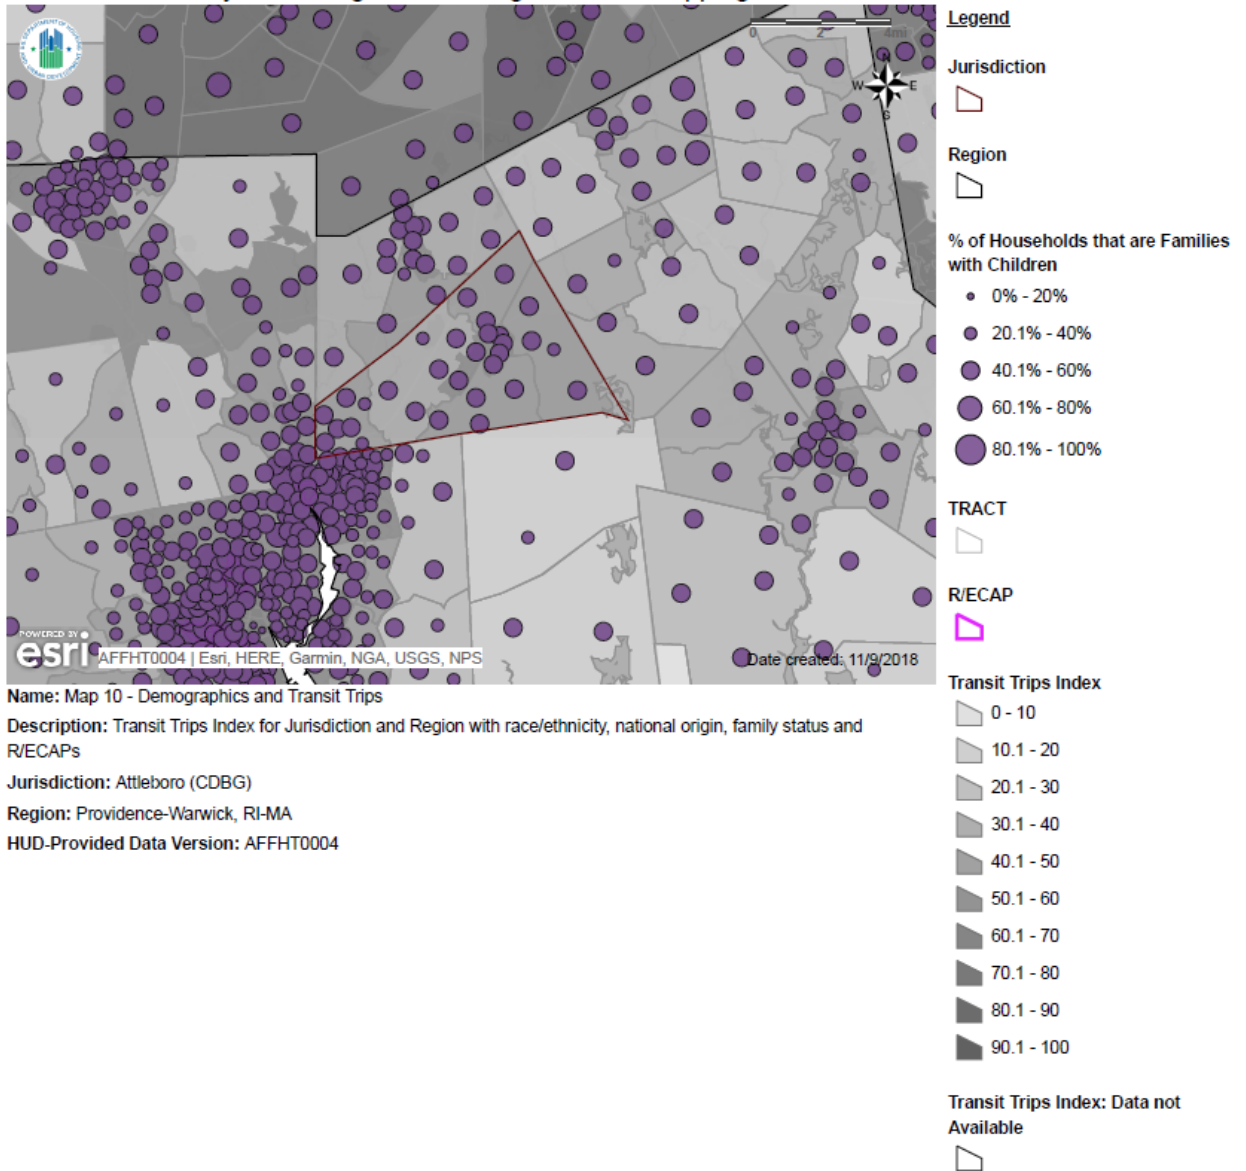 0 2 4mi
N
W E
S
POWERED BY
esri
AFFHT0004 | Esri, HERE, Garmin, NGA, USGS, NPS
Date created: 11/9/2018
Name: Map 10 - Demographics and Transit Trips
Description: Transit Trips Index for Jurisdiction and Region with race/ethnicity, national origin, family status and
R/ECAPs
Jurisdiction: Attleboro (CDBG)
Region: Providence-Warwick, RI-MA
HUD-Provided Data Version: AFFHT0004
Legend
Jurisdiction
Region
% of Households that are Families
with Children
0% - 20%
20.1% - 40%
40.1% - 60%
60.1% - 80%
80.1% - 100%
TRACT
R/ECAP
Transit Trips Index
0 - 10
10.1 - 20
20.1 - 30
30.1 - 40
40.1 - 50
50.1 - 60
60.1 - 70
70.1 - 80
80.1 - 90
90.1 - 100
Transit Trips Index: Data not
Available